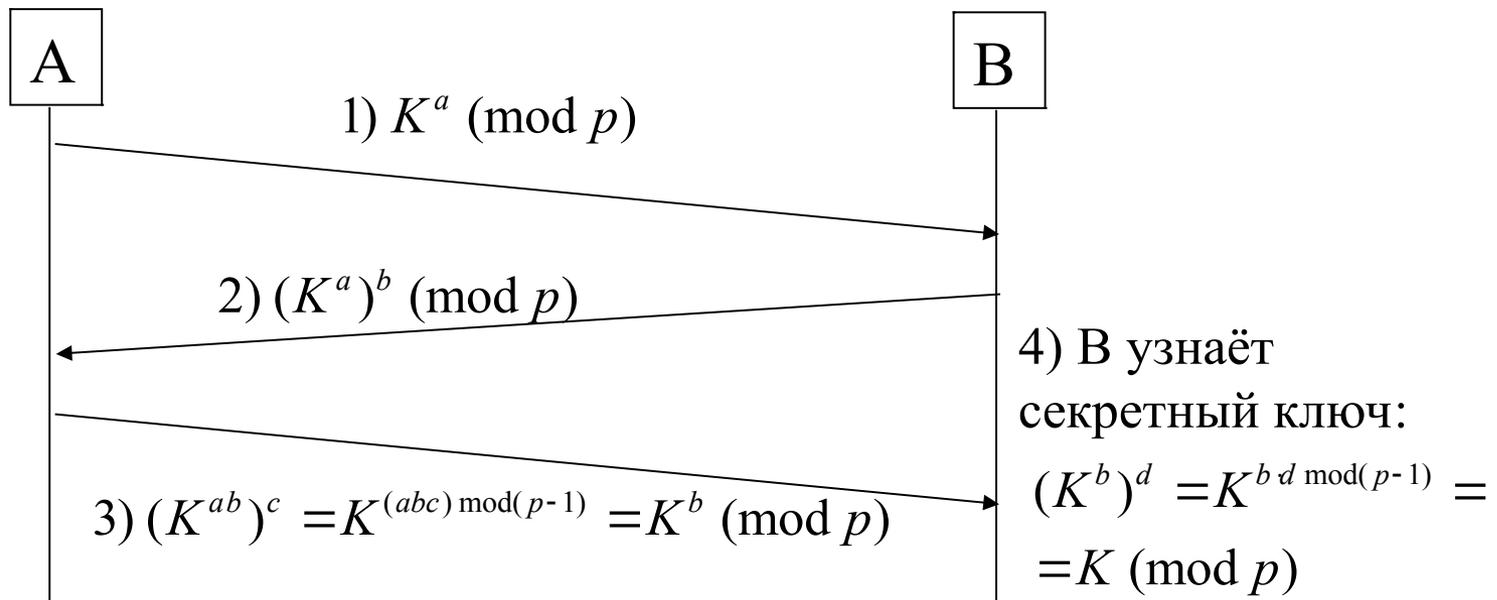 A
B
1) K^a (mod p)
2) (K^a)^b (mod p)
3) (K^{ab})^c =K^{(abc) mod(p-1)} =K^b (mod p)
4) В узнаёт
секретный ключ:
(K^b)^d =K^{b·d mod(p-1)} =
=K (mod p)